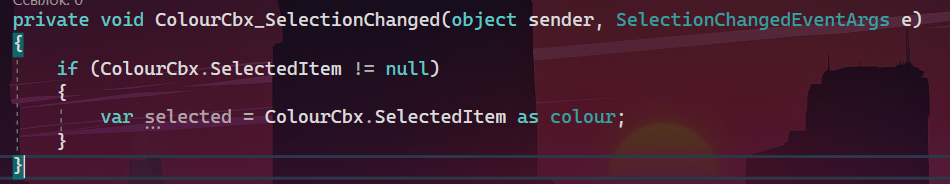 Ссылок: 0
private void ColourCbx_SelectionChanged(object sender, SelectionChangedEventArgs e)
{
if (ColourCbx.SelectedItem != null)
{
var selected = ColourCbx.SelectedItem as colour;
}
}